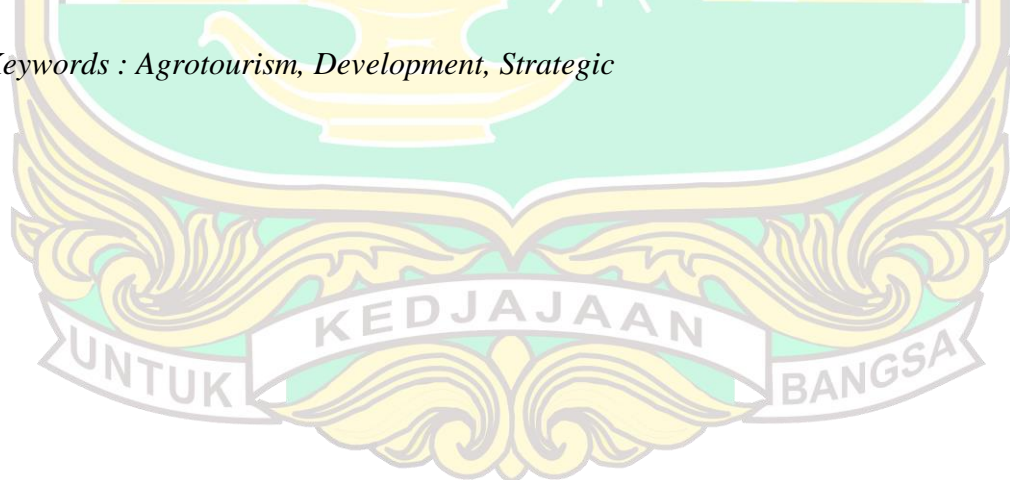 Keywords : Agrotourism, Development, Strategic
UNTUK KEDJAJAAN BANGSA